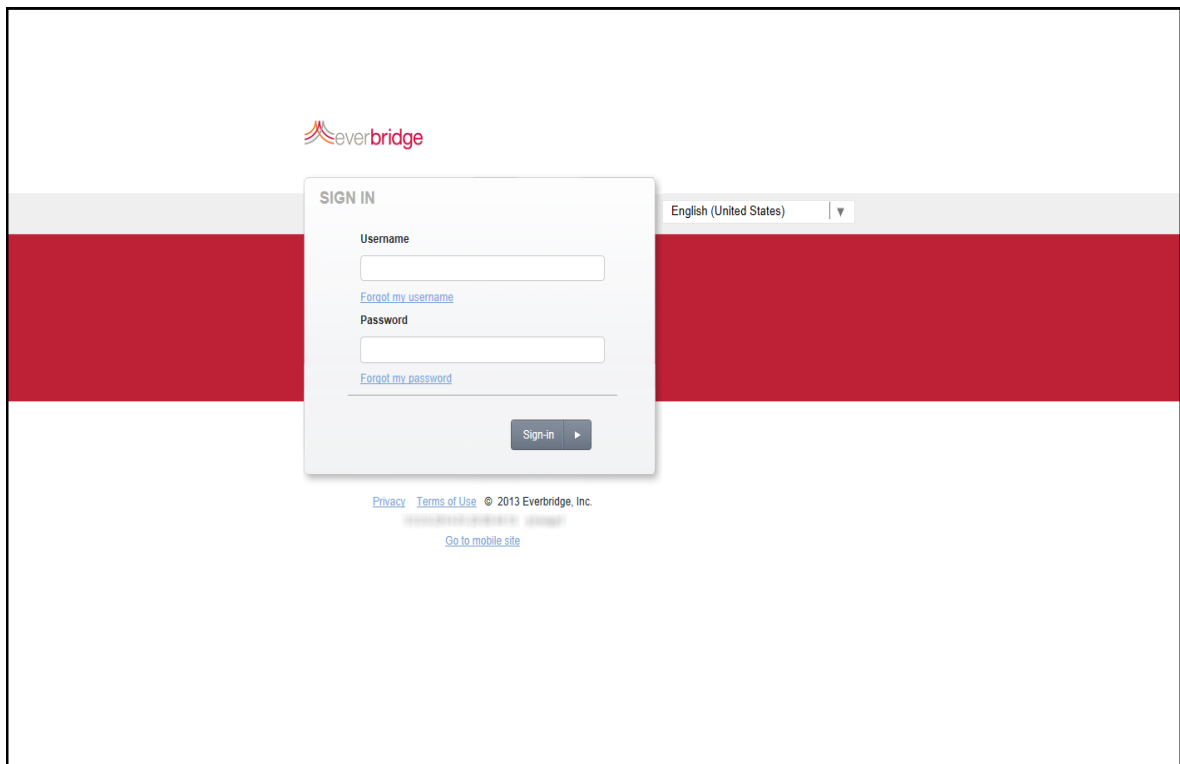 everbridge
SIGN IN
English (United States)
Username
Forgot my username
Password
Forgot my password
Sign-in
Privacy Terms of Use © 2013 Everbridge, Inc.
Go to mobile site